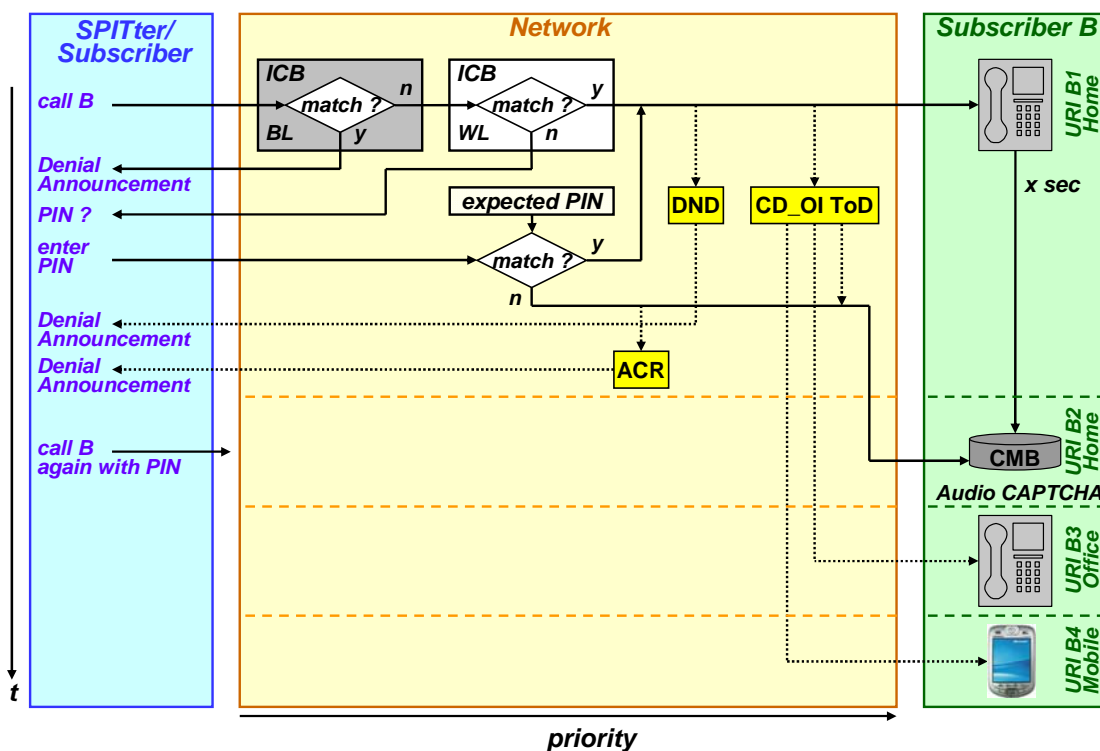 SPITter/
Subscriber
Network
Subscriber B
call B
ICB
match ?
BL
n
y
ICB
match ?
WL
y
n
URI B1
Home
Denial
Announcement
PIN ?
enter
PIN
expected PIN
match ?
y
n
DND
CD_OI ToD
x sec
Denial
Announcement
Denial
Announcement
ACR
call B
again with PIN
CMB
URI B2
Home
Audio CAPTCHA
URI B3
Office
URI B4
Mobile
t
priority